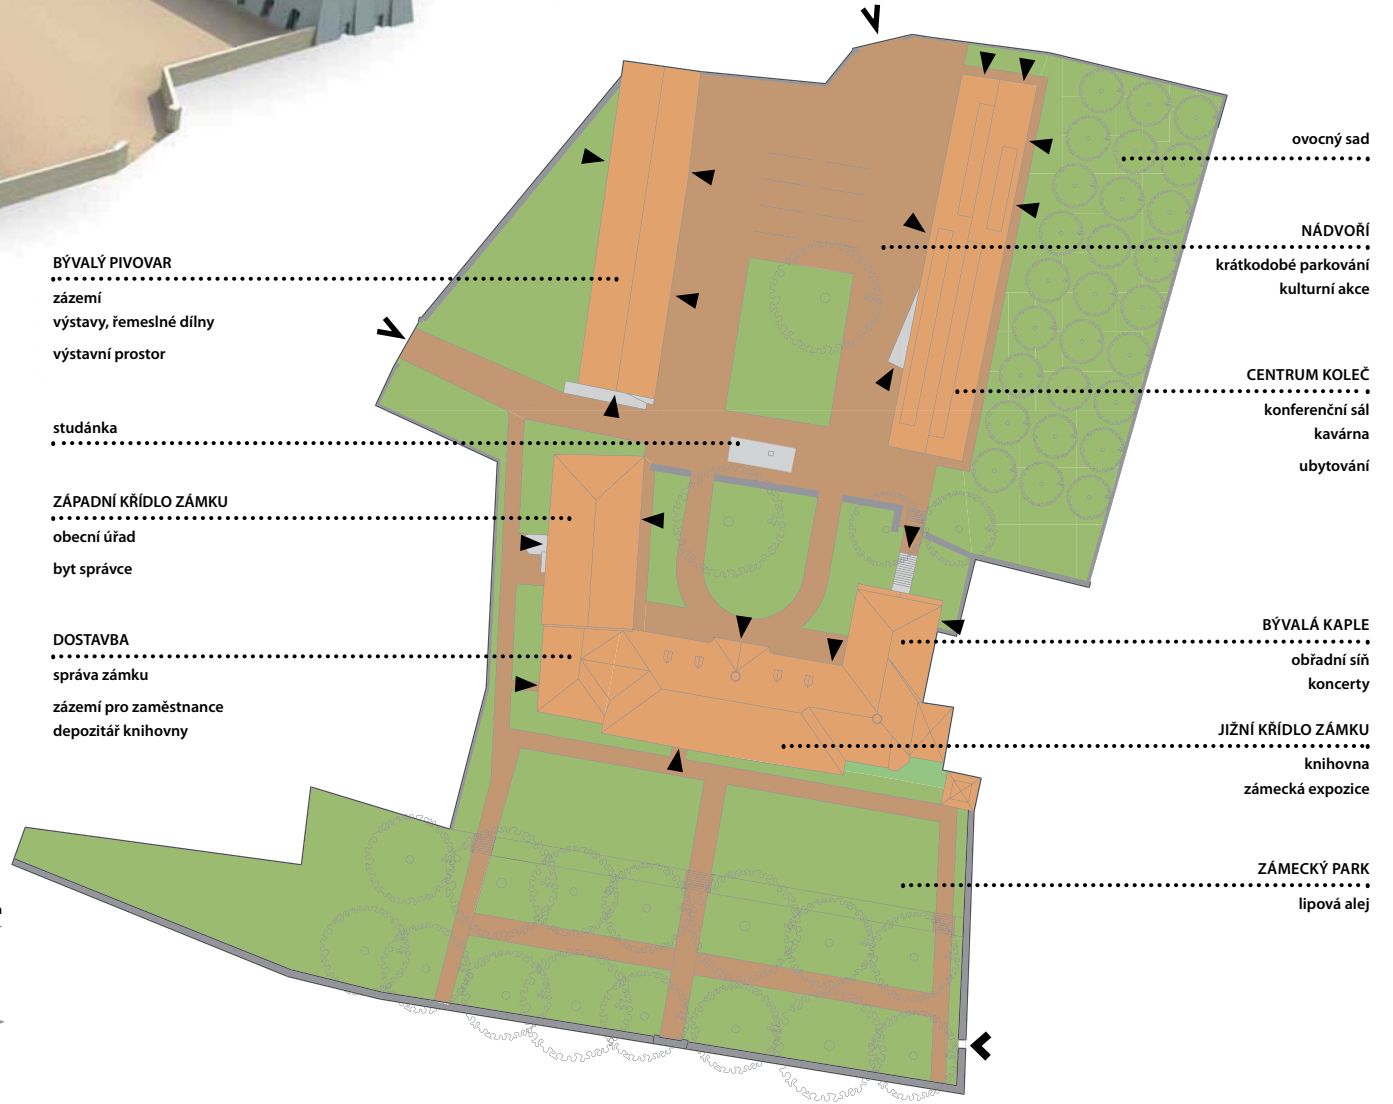 BÝVALÝ PIVOVAR
zázemí
výstavy, řemeslné dílny
výstavní prostor
studánka
ZÁPADNÍ KŘÍDLO ZÁMKU
obecní úřad
byt správce
DOSTAVBA
správa zámku
zázemí pro zaměstnance
depozitář knihovny
ovocný sad
NÁDVOŘÍ
krátkodobé parkování
kulturní akce
CENTRUM KOLEČ
konferenční sál
kavárna
ubytování
BÝVALÁ KAPLE
obřadní síň
koncerty
JIŽNÍ KŘÍDLO ZÁMKU
knihovna
zámecká expozice
ZÁMECKÝ PARK
lipová alej